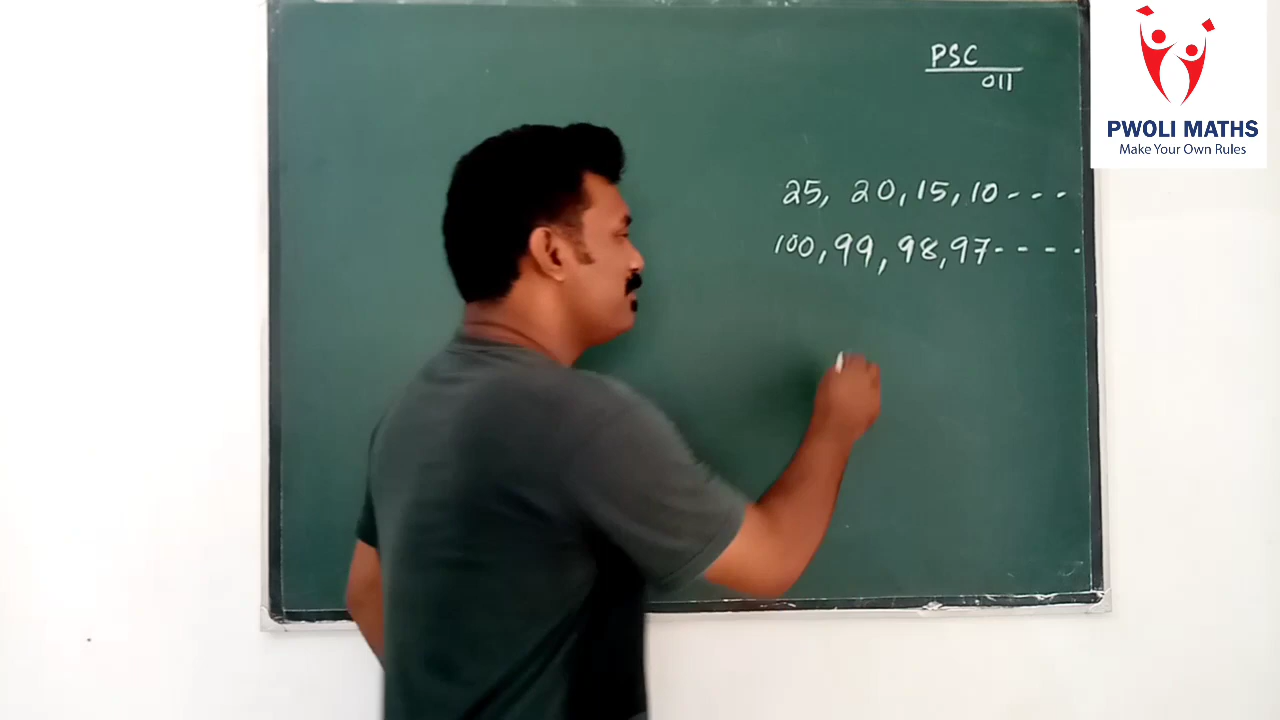 PSC
011
PWOLI MATHS
Make Your Own Rules
25, 20, 15, 10 - - -
100, 99, 98, 97 - - - -